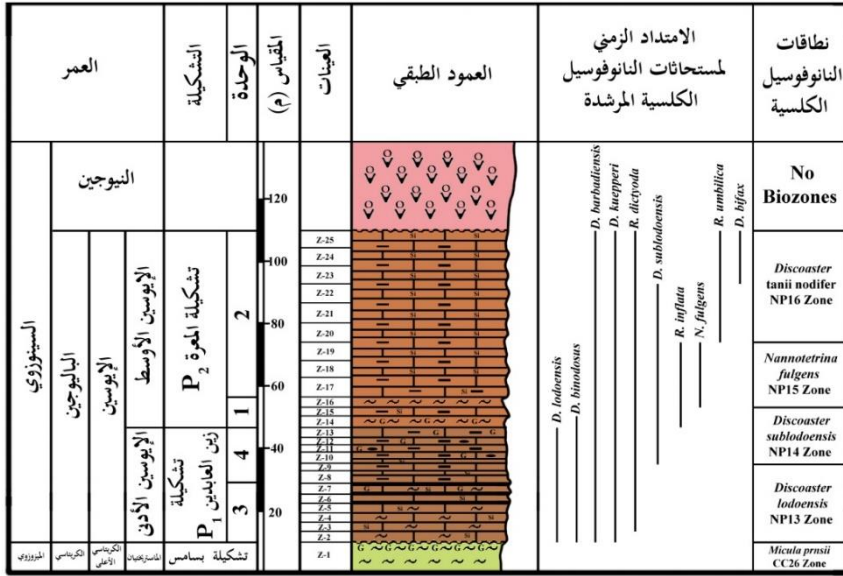 العمر
التشكيلة
الوحدة
المقياس (م)
العينات
العمود الطبقي
الامتداد الزمني
لمستحاثات النانوفوسيل
الكلسية المرشدة
نطاقات
النانوفوسيل
الكلسية
السينوزوي
النيوجين
الباليوجين
الإيوسين
الإيوسين الأوسط
الإيوسين الأدنى
تشكيلة المعرة P2
تشكيلة
زين العابدين P1
2
1
4
3
120
100
80
60
40
20
Z-25
Z-24
Z-23
Z-22
Z-21
Z-20
Z-19
Z-18
Z-17
Z-16
Z-15
Z-14
Z-13
Z-12
Z-11
Z-10
Z-9
Z-8
Z-7
Z-6
Z-5
Z-4
Z-3
Z-2
Z-1
D. lodoensis
D. binodosus
D. barbadiensis
D. kuepperi
R. dictyoda
D. sublodoensis
R. inflata
N. fulgens
R. umbilica
D. bifax
No
Biozones
Discoaster
tanii nodifer
NP16 Zone
Nannotetrina
fulgens
NP15 Zone
Discoaster
sublodoensis
NP14 Zone
Discoaster
lodoensis
NP13 Zone
Micula prnsii
CC26 Zone
الميزوزوي
الكريتاسي
الكريتاسي
الأعلى
الماستريختيان
تشكيلة بسامس